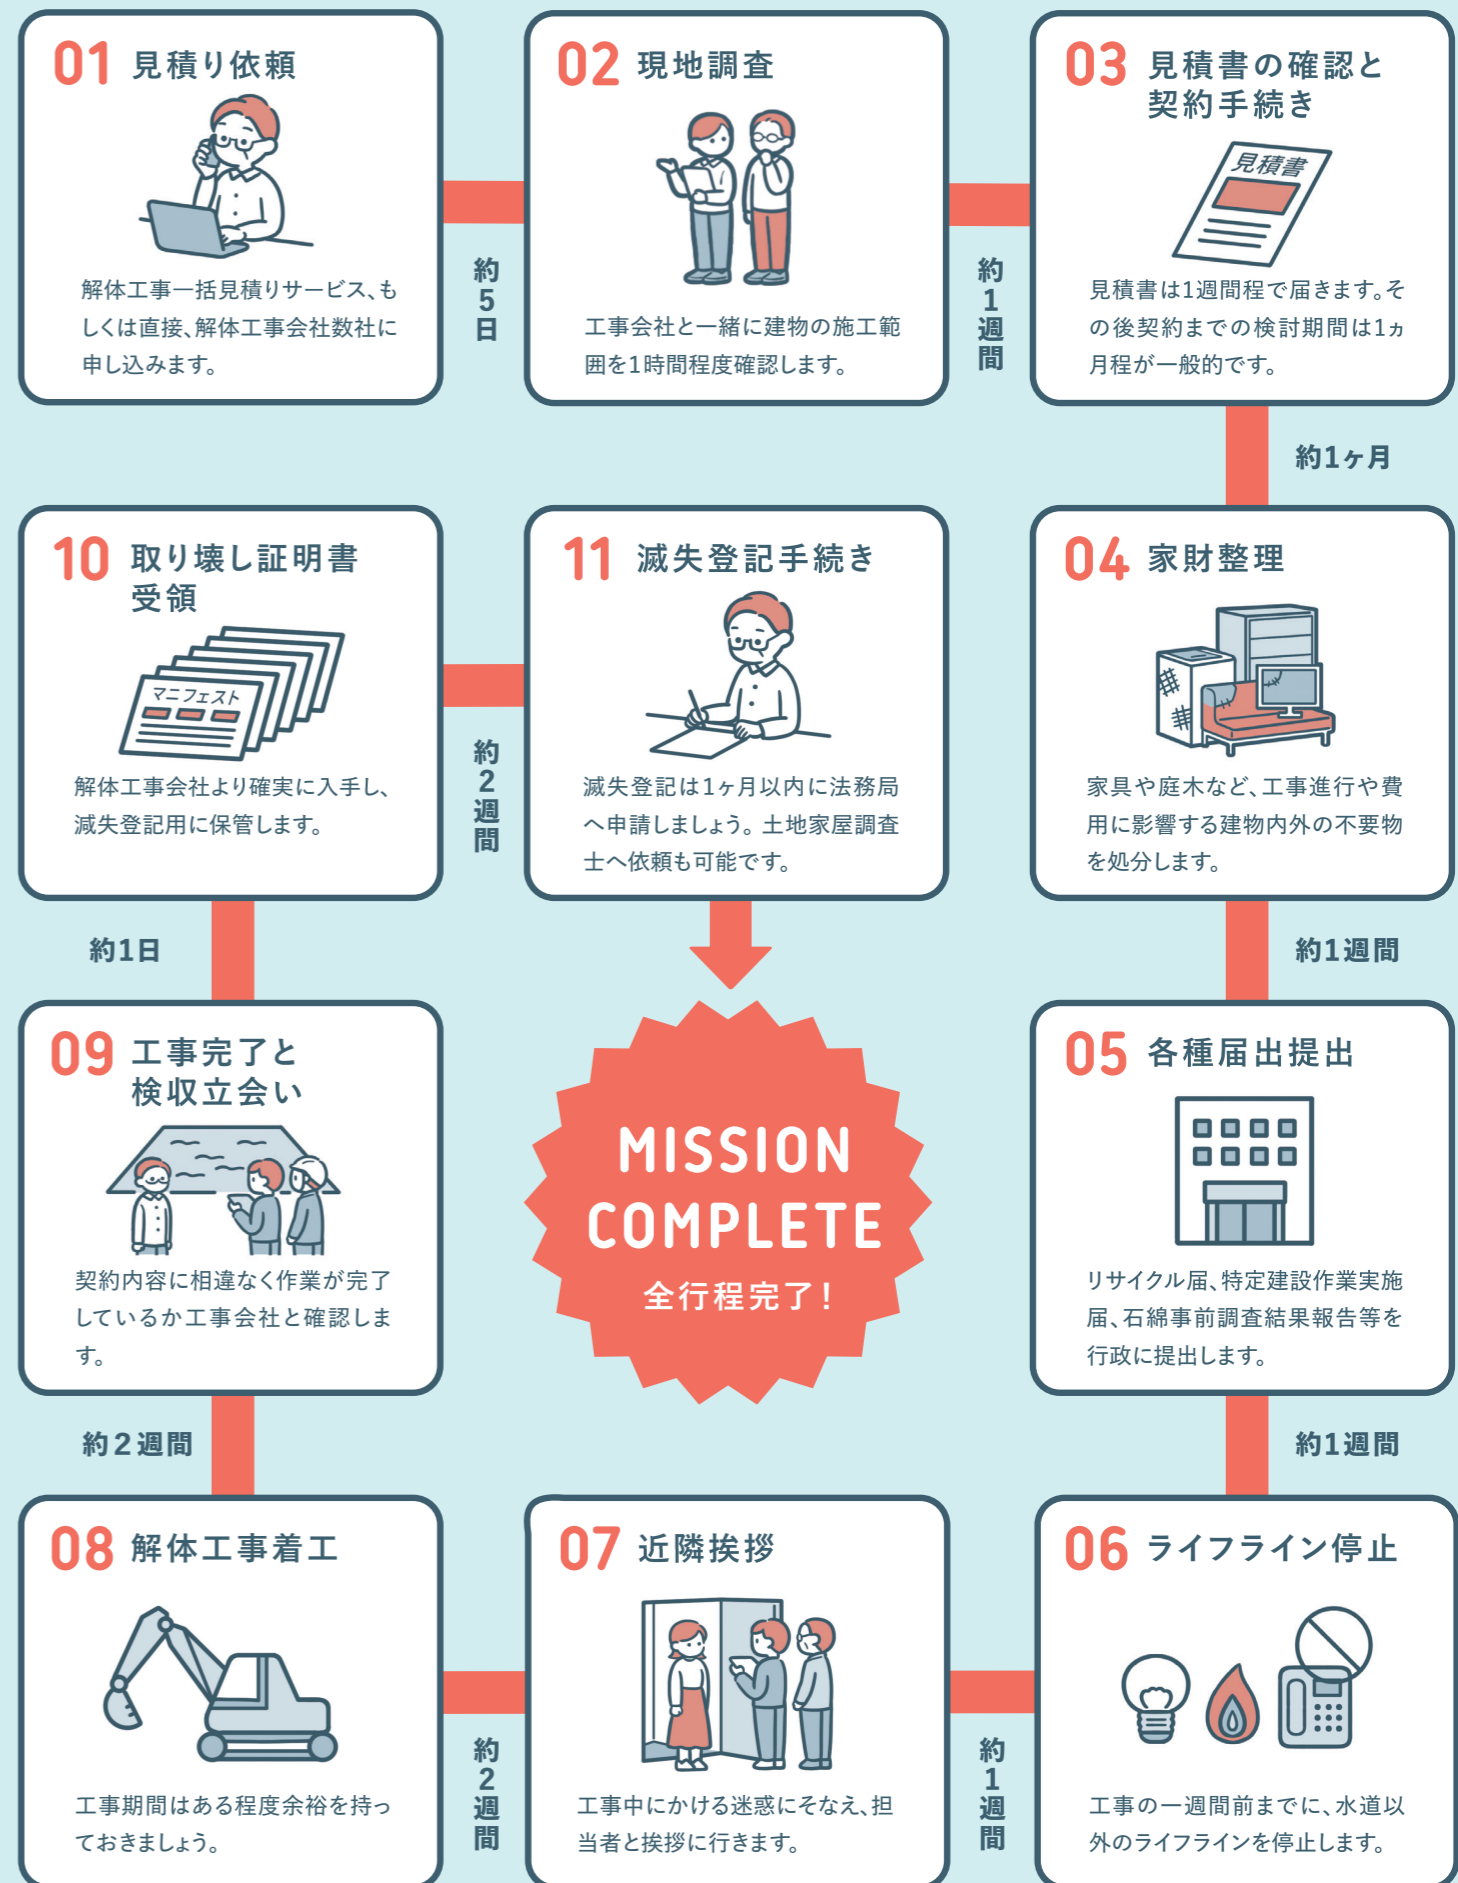 01 見積り依頼
解体工事一括見積りサービス、も
しくは直接、解体工事会社数社に
申し込みます。
約5日
02 現地調査
工事会社と一緒に建物の施工範
囲を1時間程度確認します。
約1週間
03 見積書の確認と
契約手続き
見積書
見積書は1週間程で届きます。そ
の後契約までの検討期間は1ヵ
月程が一般的です。
約1ヶ月
04 家財整理
家具や庭木など、工事進行や費
用に影響する建物内外の不要物
を処分します。
約1週間
05 各種届出提出
リサイクル届、特定建設作業実施
届、石綿事前調査結果報告等を
行政に提出します。
約1週間
06 ライフライン停止
工事の一週間前までに、水道以
外のライフラインを停止します。
約1週間
07 近隣挨拶
工事中にかける迷惑にそなえ、担
当者と挨拶に行きます。
約2週間
08 解体工事着工
工事期間はある程度余裕を持っ
ておきましょう。
約2週間
09 工事完了と
検収立会い
契約内容に相違なく作業が完了
しているか工事会社と確認しま
す。
約1日
10 取り壊し証明書
受領
マニフェスト
解体工事会社より確実に入手し、
滅失登記用に保管します。
約2週間
11 滅失登記手続き
滅失登記は1ヶ月以内に法務局
へ申請しましょう。土地家屋調査
士へ依頼も可能です。
MISSION
COMPLETE
全行程完了！